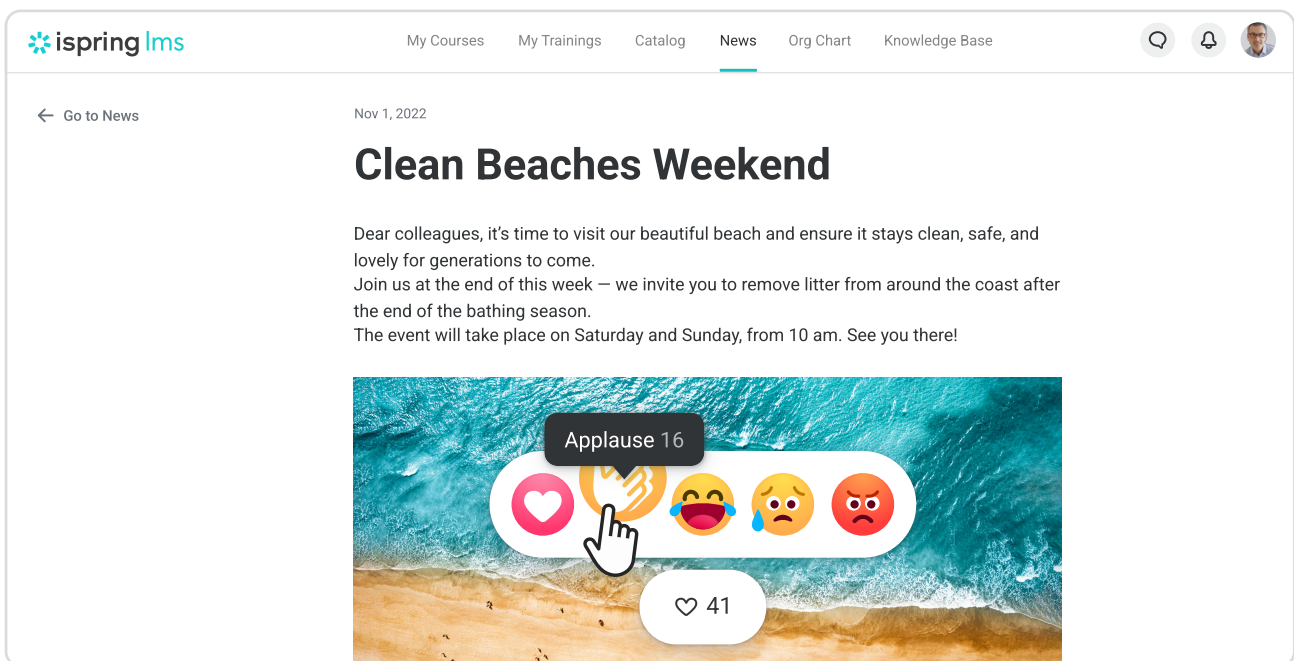 ispring lms
My Courses
My Trainings
Catalog
News
Org Chart
Knowledge Base
Go to News
Nov 1, 2022
Clean Beaches Weekend
Dear colleagues, it’s time to visit our beautiful beach and ensure it stays clean, safe, and
lovely for generations to come.
Join us at the end of this week — we invite you to remove litter from around the coast after
the end of the bathing season.
The event will take place on Saturday and Sunday, from 10 am. See you there!
Applause 16
41